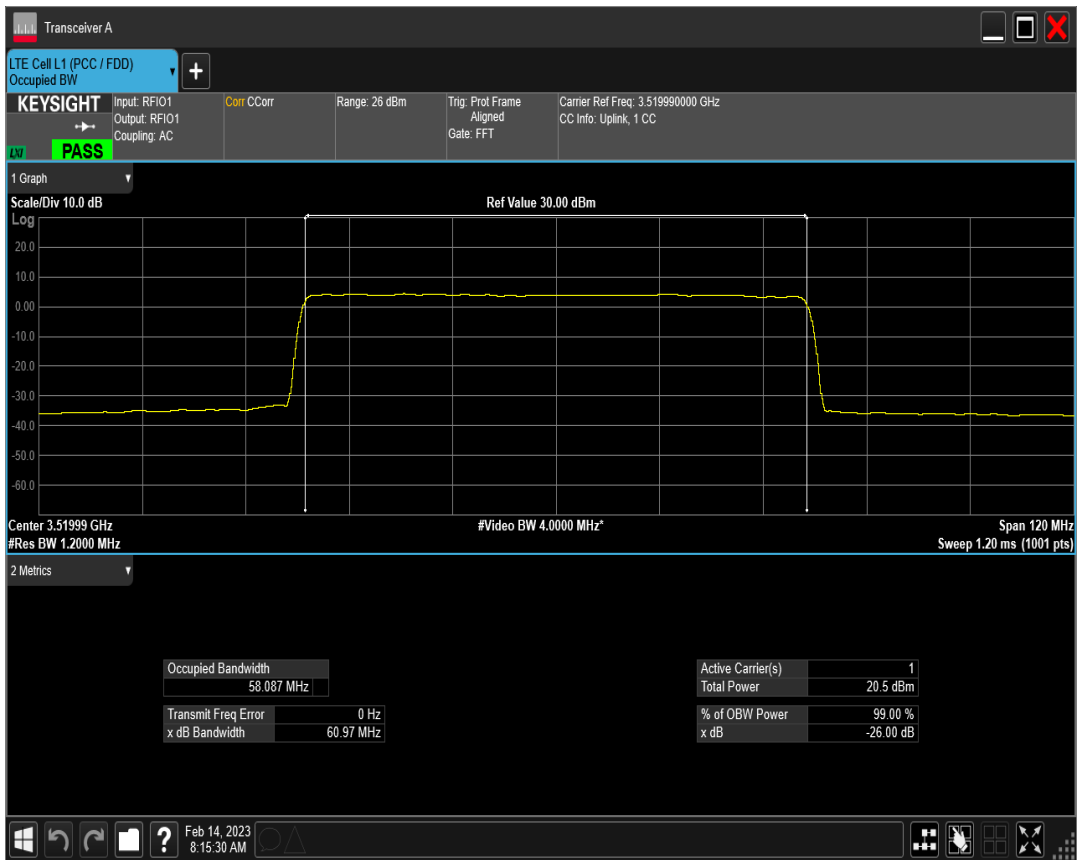 Transceiver A
LTE Cell L1 (PCC / FDD)
Occupied BW
KEYSIGHT
LXI
PASS
Input: RFIO1
Output: RFIO1
Coupling: AC
Corr CCorr
Range: 26 dBm
Trig: Prot Frame
Aligned
Gate: FFT
Carrier Ref Freq: 3.519990000 GHz
CC Info: Uplink, 1 CC
1 Graph
Scale/Div 10.0 dB
Ref Value 30.00 dBm
Log
20.0
10.0
0.00
-10.0
-20.0
-30.0
-40.0
-50.0
-60.0
Center 3.51999 GHz
#Video BW 4.0000 MHz*
Span 120 MHz
#Res BW 1.2000 MHz
Sweep 1.20 ms (1001 pts)
2 Metrics
Occupied Bandwidth
58.087 MHz
Transmit Freq Error 0 Hz
x dB Bandwidth 60.97 MHz
Active Carrier(s) 1
Total Power 20.5 dBm
% of OBW Power 99.00 %
x dB -26.00 dB
?
Feb 14, 2023
8:15:30 AM